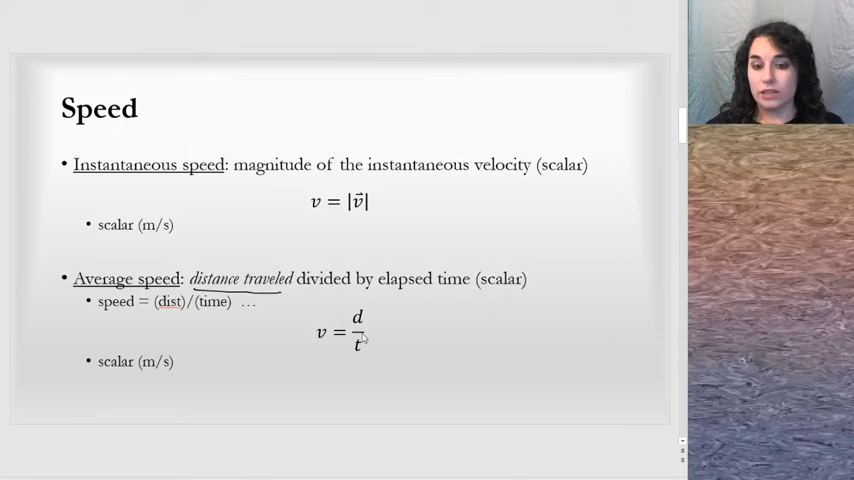 Speed
• Instantaneous speed: magnitude of the instantaneous velocity (scalar)
v = |v⃗|
• scalar (m/s)
• Average speed: distance traveled divided by elapsed time (scalar)
• speed = (dist)/(time) …
v = d/t
• scalar (m/s)